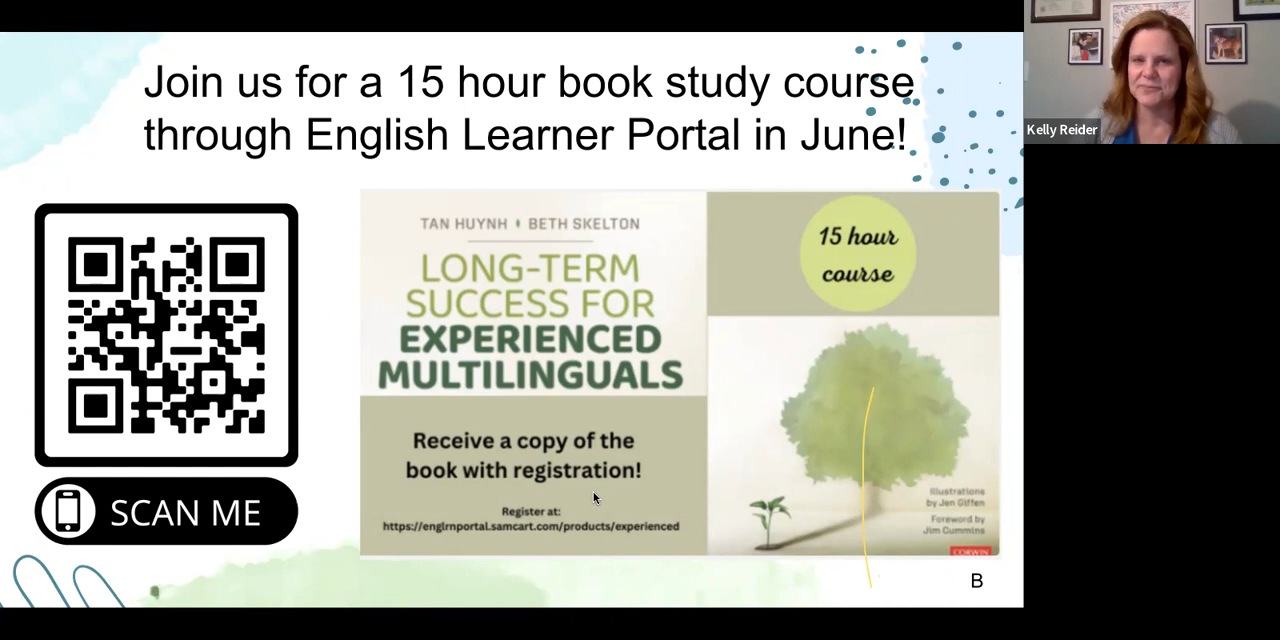 Join us for a 15 hour book study course
through English Learner Portal in June!
Kelly Reider
TAN HUYNH BETH SKELTON
LONG-TERM
SUCCESS FOR
EXPERIENCED
MULTILINGUALS
15 hour
course
Receive a copy of the
book with registration!
Register at:
https://englrnportal.samcart.com/products/experienced
Illustrations
by Jen Giffen
Foreword by
Jim Cummins
CORWIN
SCAN ME
B